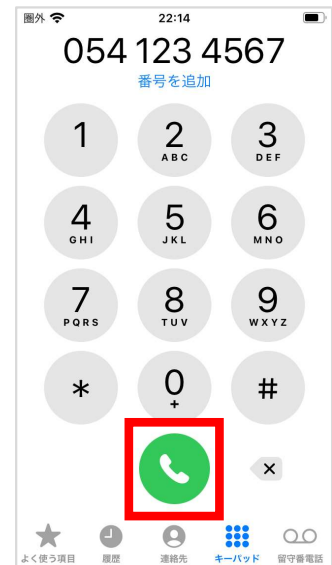 圏外 22:14
054 123 4567
番号を追加
1 2 3
ABC DEF
4 5 6
GHI JKL MNO
7 8 9
PQRS TUV WXYZ
* 0 #
+
よく使う項目 履歴 連絡先 キーパッド 留守番電話